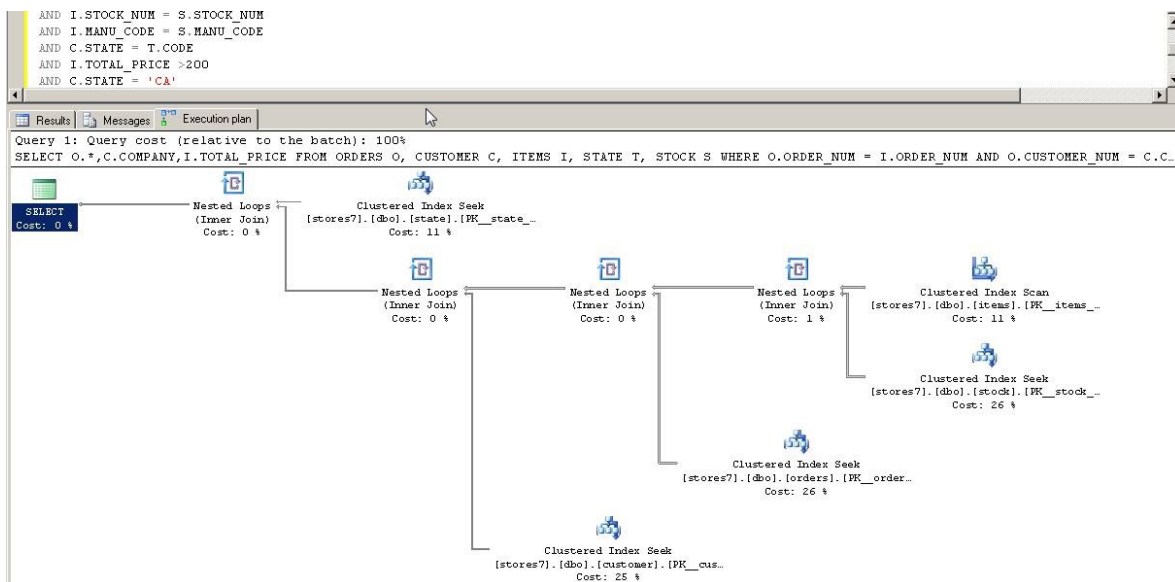 AND I.STOCK_NUM = S.STOCK_NUM
AND I.MANU_CODE = S.MANU_CODE
AND C.STATE = T.CODE
AND I.TOTAL_PRICE >200
AND C.STATE = 'CA'
Results Messages Execution plan
Query 1: Query cost (relative to the batch): 100%
SELECT O.*,C.COMPANY,I.TOTAL_PRICE FROM ORDERS O, CUSTOMER C, ITEMS I, STATE T, STOCK S WHERE O.ORDER_NUM = I.ORDER_NUM AND O.CUSTOMER_NUM = C.C…
SELECT
Cost: 0 %
Nested Loops
(Inner Join)
Cost: 0 %
Clustered Index Seek
[stores7].[dbo].[state].[PK__state_…
Cost: 11 %
Nested Loops
(Inner Join)
Cost: 0 %
Nested Loops
(Inner Join)
Cost: 0 %
Nested Loops
(Inner Join)
Cost: 1 %
Clustered Index Scan
[stores7].[dbo].[items].[PK__items_…
Cost: 11 %
Clustered Index Seek
[stores7].[dbo].[stock].[PK__stock_…
Cost: 26 %
Clustered Index Seek
[stores7].[dbo].[orders].[PK__order…
Cost: 26 %
Clustered Index Seek
[stores7].[dbo].[customer].[PK__cus…
Cost: 25 %